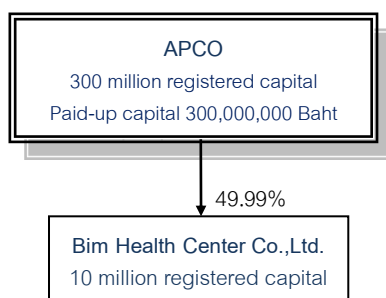 APCO
300 million registered capital
Paid-up capital 300,000,000 Baht
49.99%
Bim Health Center Co.,Ltd.
10 million registered capital